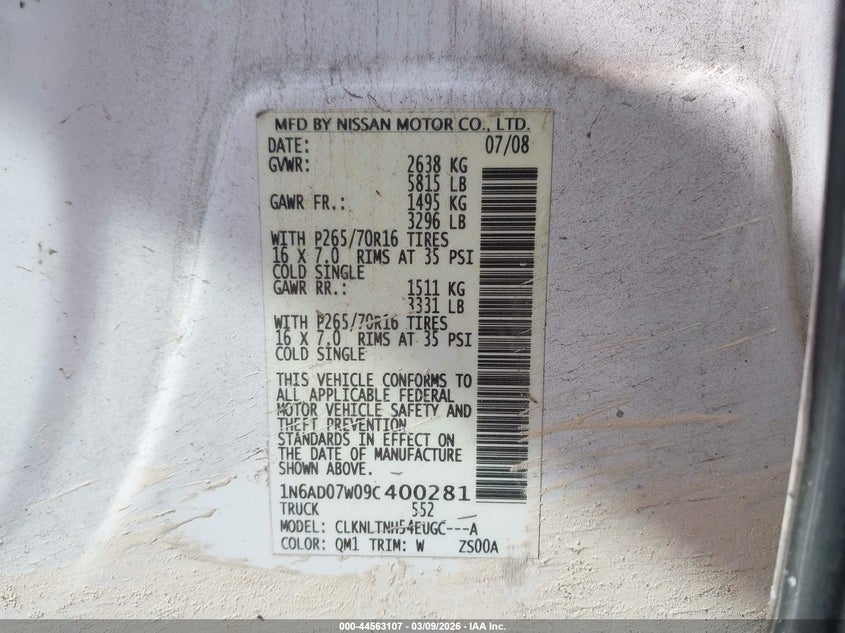 MFD BY NISSAN MOTOR CO., LTD.
DATE: 07/08
GVWR: 2638 KG
5815 LB
GAWR FR.: 1495 KG
3296 LB
WITH P265/70R16 TIRES
16 X 7.0 RIMS AT 35 PSI
COLD SINGLE
GAWR RR.: 1511 KG
3331 LB
WITH P265/70R16 TIRES
16 X 7.0 RIMS AT 35 PSI
COLD SINGLE
THIS VEHICLE CONFORMS TO
ALL APPLICABLE FEDERAL
MOTOR VEHICLE SAFETY AND
THEFT PREVENTION
STANDARDS IN EFFECT ON
THE DATE OF MANUFACTURE
SHOWN ABOVE.
1N6AD07W09C400281
TRUCK 552
MODEL: CLKNLTNH54EUGC---A
COLOR: QM1 TRIM: W ZS00A
000-44563107 - 03/09/2026 - IAA Inc.